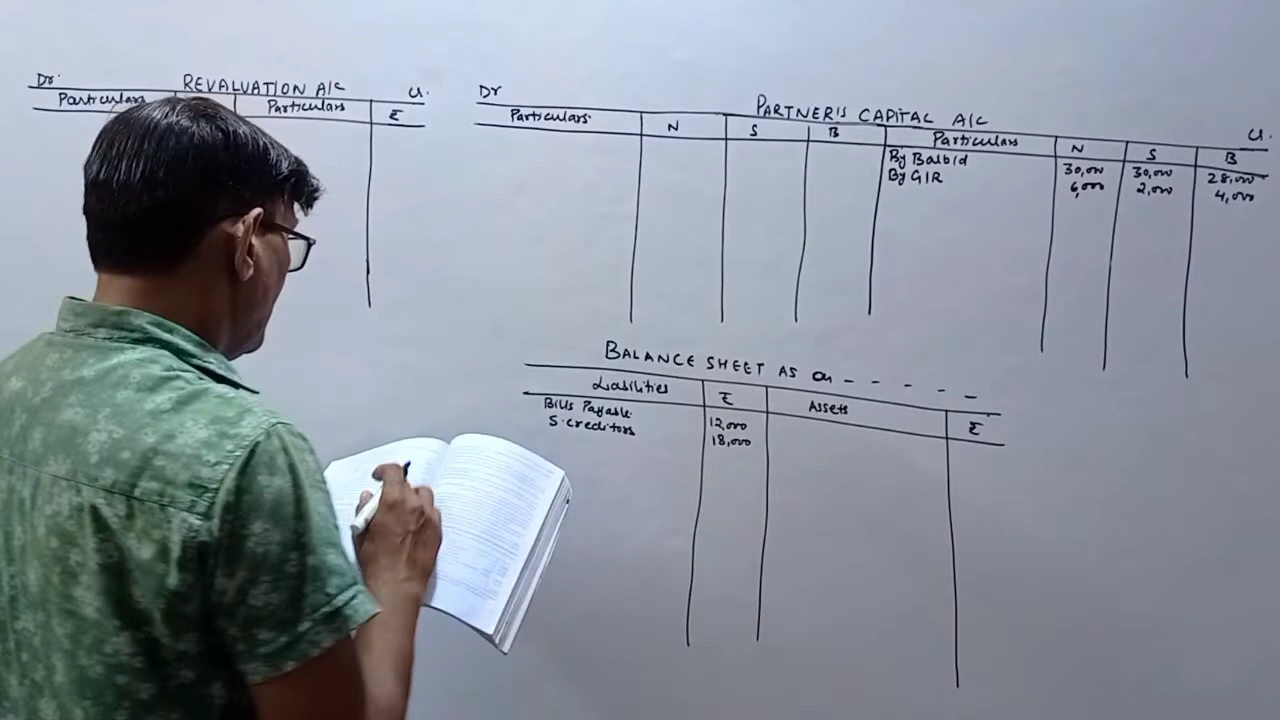 Dr. REVALUATION A/C Cr.
Particulars Particulars ₹
Dr PARTNER'S CAPITAL A/C Cr.
Particulars N S B Particulars N S B
By Balb/d 30,000 30,000 28,000
By GIR 6,000 2,000 4,000
BALANCE SHEET AS on - - - - -
Liabilities ₹ Assets ₹
Bills Payable 12,000
S. creditors 18,000